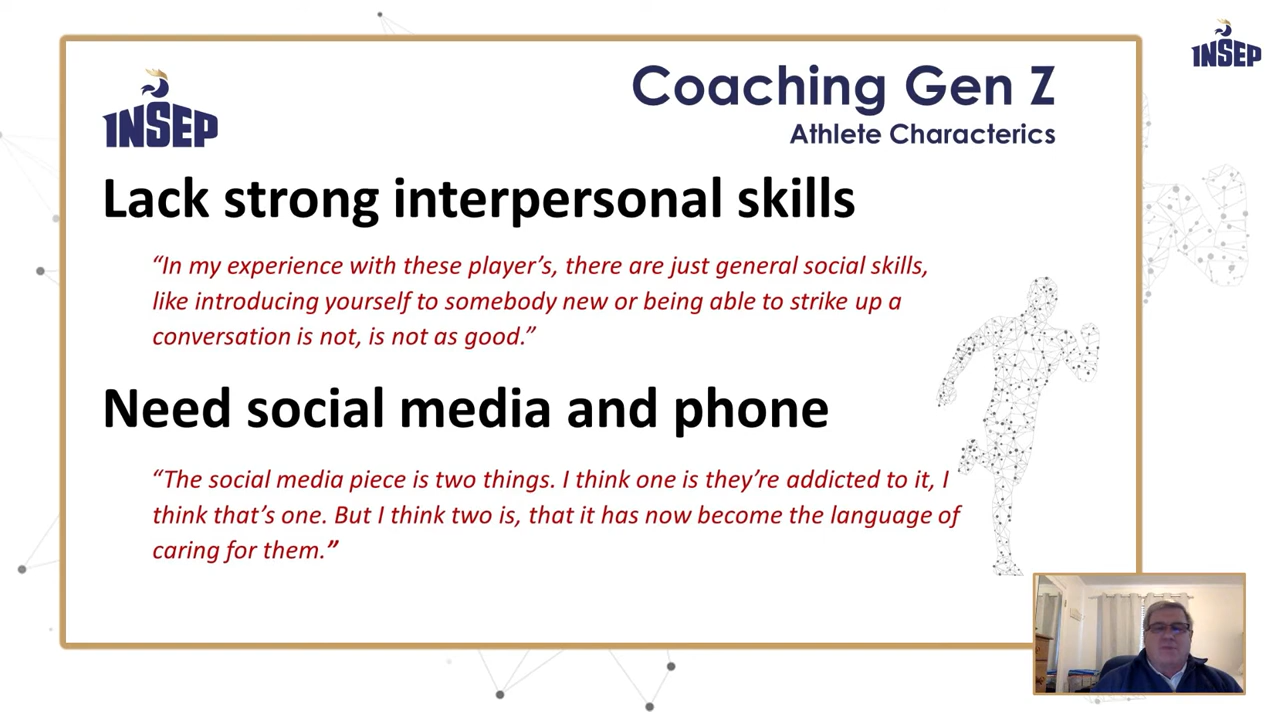 INSEP
INSEP
Coaching Gen Z
Athlete Characterics
Lack strong interpersonal skills
“In my experience with these player’s, there are just general social skills,
like introducing yourself to somebody new or being able to strike up a
conversation is not, is not as good.”
Need social media and phone
“The social media piece is two things. I think one is they’re addicted to it, I
think that’s one. But I think two is, that it has now become the language of
caring for them.”